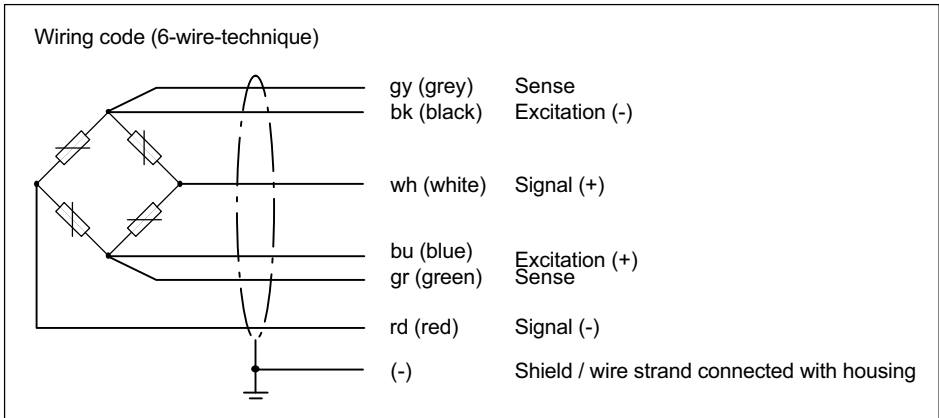 Wiring code (6-wire-technique)
gy (grey) Sense
bk (black) Excitation (-)
wh (white) Signal (+)
bu (blue) Excitation (+)
gr (green) Sense
rd (red) Signal (-)
(-) Shield / wire strand connected with housing